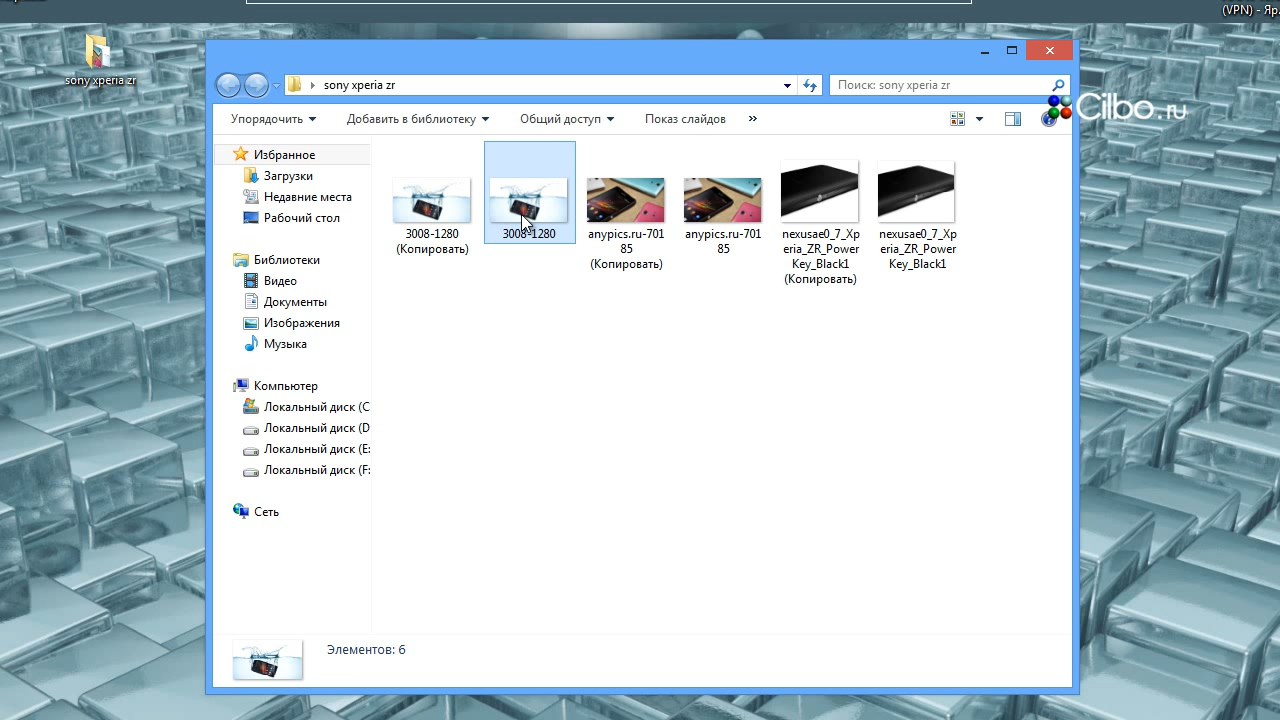 (VPN) - Яр.
sony xperia zr
sony xperia zr
Поиск: sony xperia zr
Cilbo.ru
Упорядочить
Добавить в библиотеку
Общий доступ
Показ слайдов
»
Избранное
Загрузки
Недавние места
Рабочий стол
Библиотеки
Видео
Документы
Изображения
Музыка
Компьютер
Локальный диск (C
Локальный диск (D
Локальный диск (E:
Локальный диск (F:
Сеть
3008-1280
(Копировать)
3008-1280
anypics.ru-701
85
(Копировать)
anypics.ru-701
85
nexusae0_7_Xp
eria_ZR_Power
Key_Black1
(Копировать)
nexusae0_7_Xp
eria_ZR_Power
Key_Black1
Элементов: 6